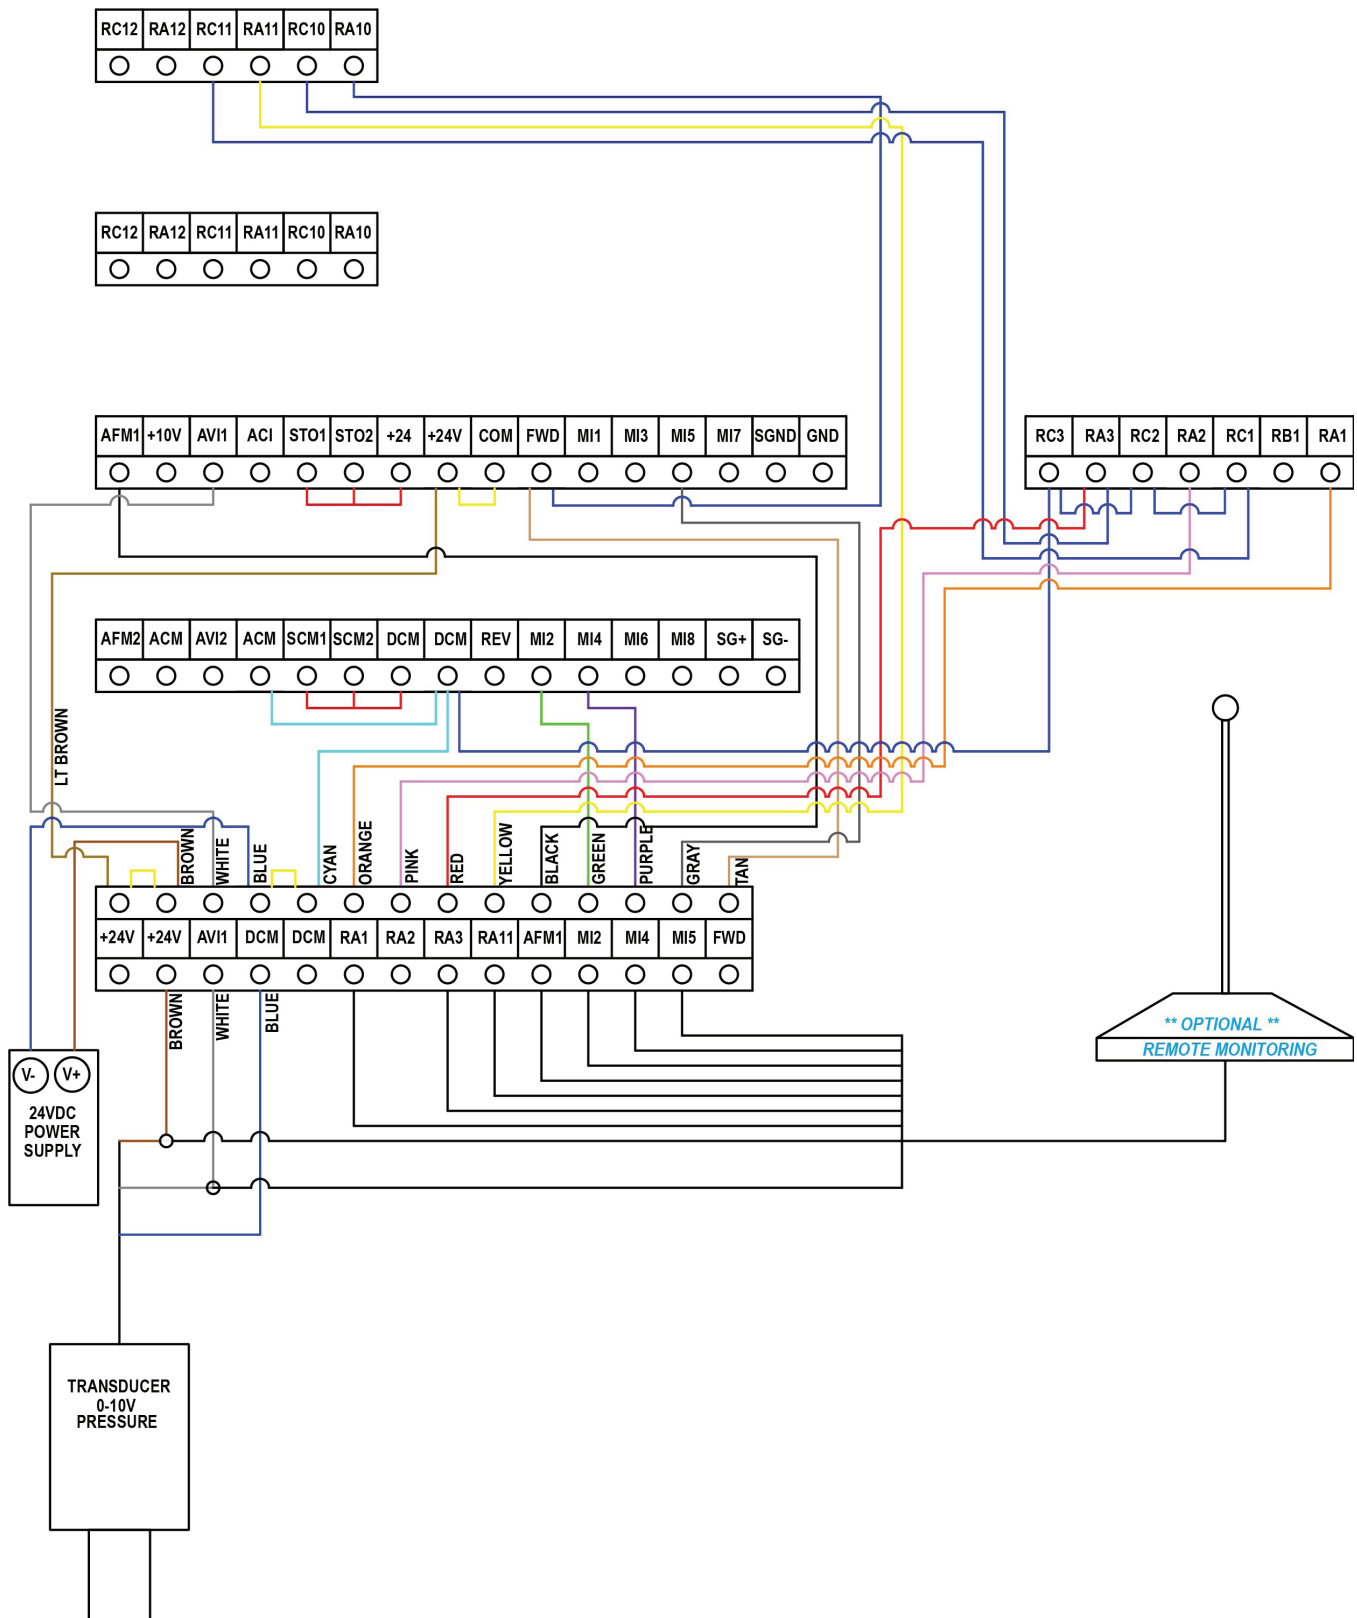 RC12 RA12 RC11 RA11 RC10 RA10
RC12 RA12 RC11 RA11 RC10 RA10
AFM1 +10V AVI1 ACI STO1 STO2 +24 +24V COM FWD MI1 MI3 MI5 MI7 SGND GND
RC3 RA3 RC2 RA2 RC1 RB1 RA1
AFM2 ACM AVI2 ACM SCM1 SCM2 DCM DCM REV MI2 MI4 MI6 MI8 SG+ SG-
LT BROWN
BROWN
WHITE
BLUE
CYAN
ORANGE
PINK
RED
YELLOW
BLACK
GREEN
PURPLE
GRAY
TAN
+24V +24V AVI1 DCM DCM RA1 RA2 RA3 RA11 AFM1 MI2 MI4 MI5 FWD
BROWN
WHITE
BLUE
** OPTIONAL **
REMOTE MONITORING
V- V+
24VDC
POWER
SUPPLY
TRANSDUCER
0-10V
PRESSURE